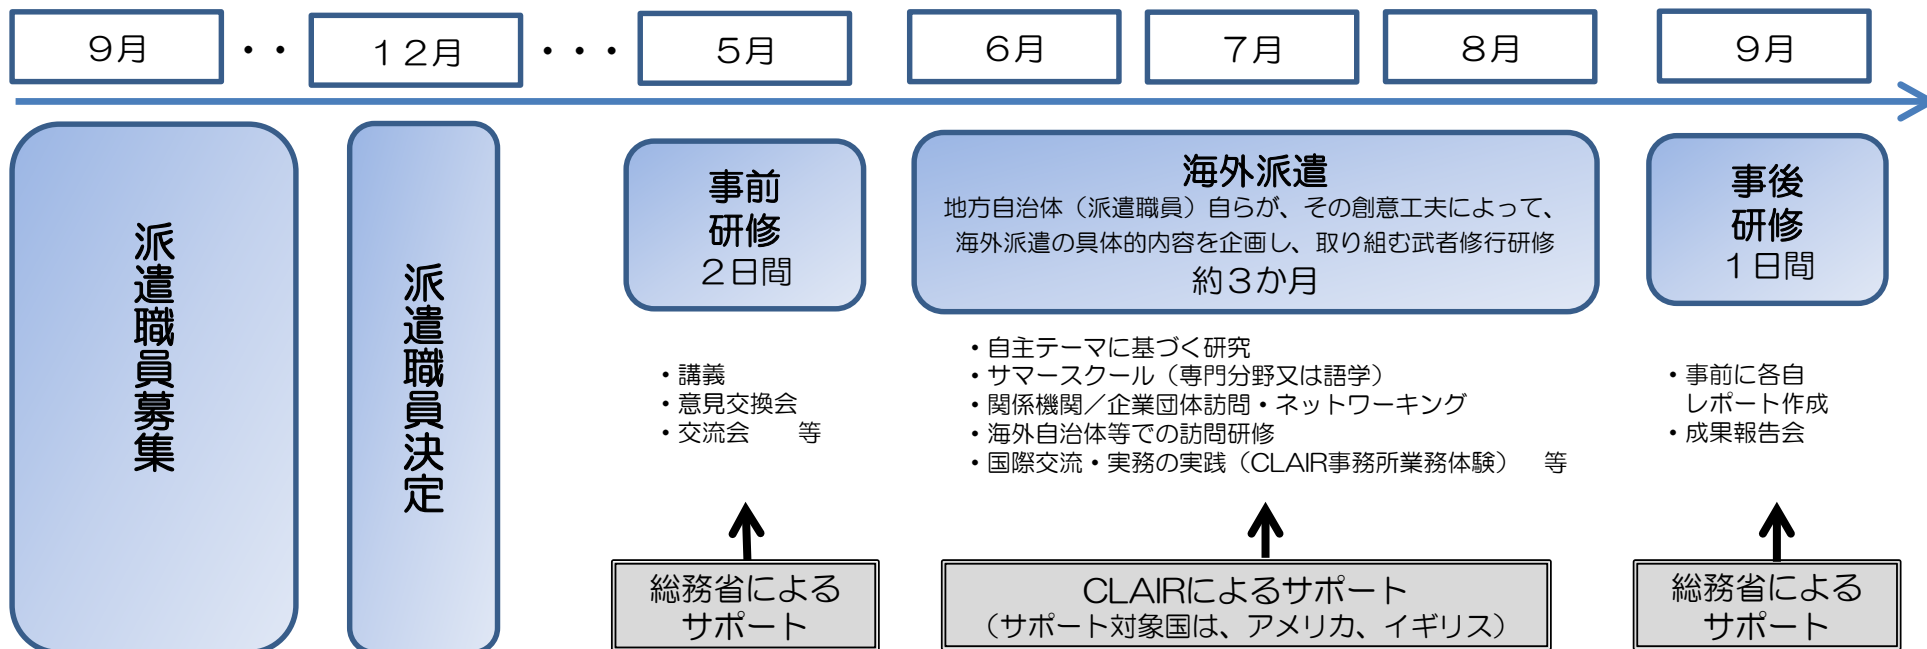 ９月
・・
１２月
・・・
５月
６月
７月
８月
９月
派遣職員募集
派遣職員決定
事前
研修
２日間
・講義
・意見交換会
・交流会　等
総務省による
サポート
海外派遣
地方自治体（派遣職員）自らが、その創意工夫によって、
海外派遣の具体的内容を企画し、取り組む武者修行研修
約３か月
・自主テーマに基づく研究
・サマースクール（専門分野又は語学）
・関係機関／企業団体訪問・ネットワーキング
・海外自治体等での訪問研修
・国際交流・実務の実践（CLAIR事務所業務体験）　等
CLAIRによるサポート
（サポート対象国は、アメリカ、イギリス）
事後
研修
１日間
・事前に各自
レポート作成
・成果報告会
総務省による
サポート